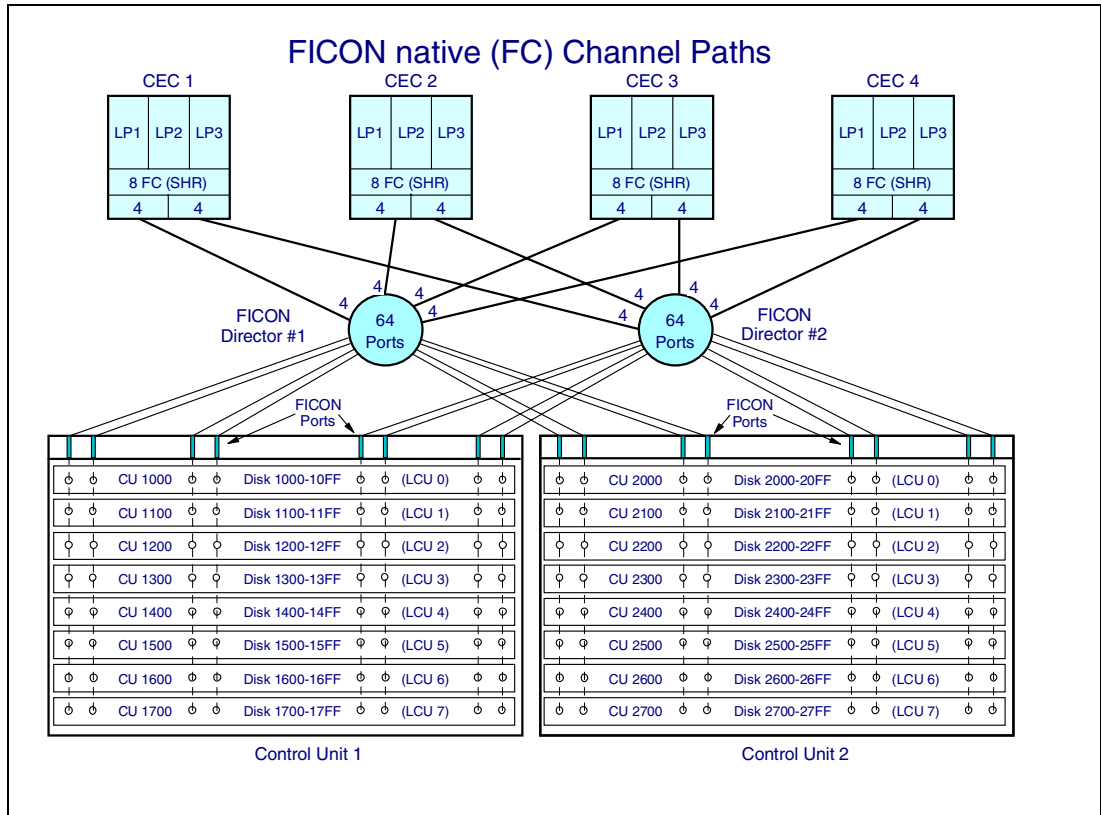 FICON native (FC) Channel Paths
CEC 1 CEC 2 CEC 3 CEC 4
LP1 LP2 LP3 LP1 LP2 LP3 LP1 LP2 LP3 LP1 LP2 LP3
8 FC (SHR) 8 FC (SHR) 8 FC (SHR) 8 FC (SHR)
4 4 4 4 4 4 4 4
4 4 4 4
4 4 4 4
FICON
Director #1
64
Ports
64
Ports
FICON
Director #2
FICON
Ports
FICON
Ports
CU 1000 Disk 1000-10FF (LCU 0)
CU 1100 Disk 1100-11FF (LCU 1)
CU 1200 Disk 1200-12FF (LCU 2)
CU 1300 Disk 1300-13FF (LCU 3)
CU 1400 Disk 1400-14FF (LCU 4)
CU 1500 Disk 1500-15FF (LCU 5)
CU 1600 Disk 1600-16FF (LCU 6)
CU 1700 Disk 1700-17FF (LCU 7)
Control Unit 1
CU 2000 Disk 2000-20FF (LCU 0)
CU 2100 Disk 2100-21FF (LCU 1)
CU 2200 Disk 2200-22FF (LCU 2)
CU 2300 Disk 2300-23FF (LCU 3)
CU 2400 Disk 2400-24FF (LCU 4)
CU 2500 Disk 2500-25FF (LCU 5)
CU 2600 Disk 2600-26FF (LCU 6)
CU 2700 Disk 2700-27FF (LCU 7)
Control Unit 2